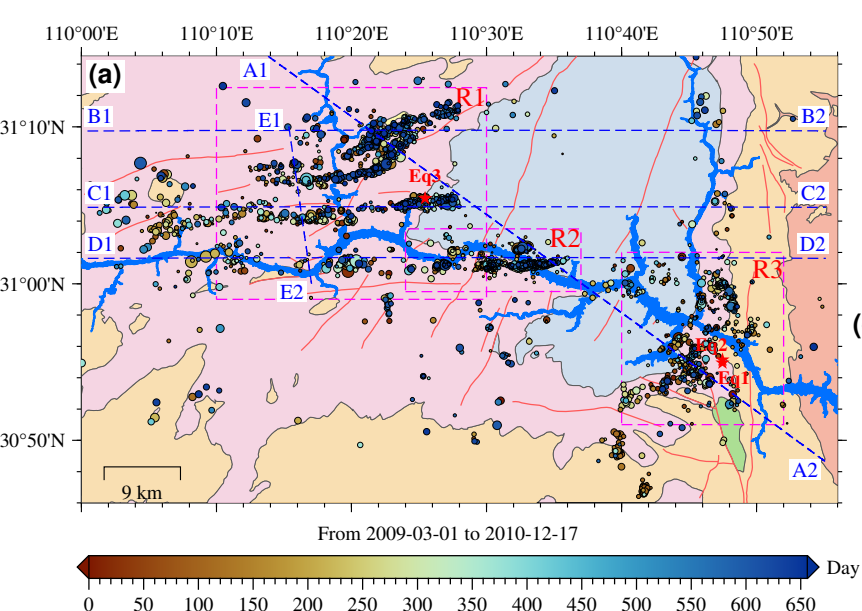 110°00'E 110°10'E 110°20'E 110°30'E 110°40'E 110°50'E
(a)
A1
R1
B1 B2
E1
31°10'N
Eq3
C1 C2
D1 R2 D2
R3
31°00'N
E2
(
Eq2
Eq1
30°50'N
A2
9 km
From 2009-03-01 to 2010-12-17
Day
0 50 100 150 200 250 300 350 400 450 500 550 600 650